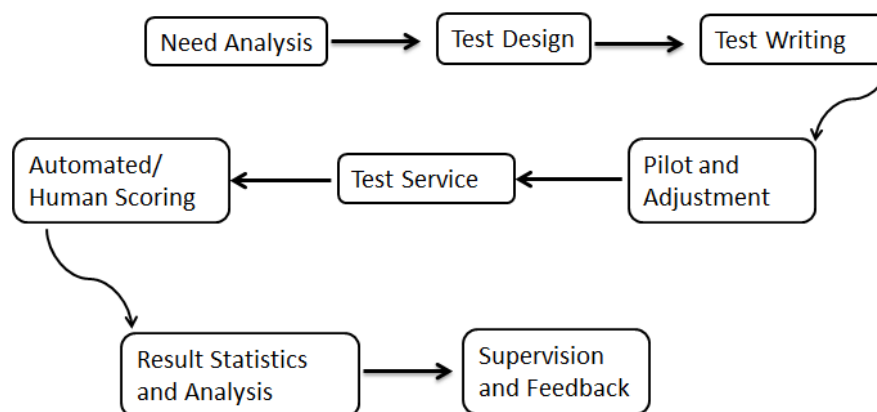 Need Analysis
Test Design
Test Writing
Pilot and
Adjustment
Test Service
Automated/
Human Scoring
Result Statistics
and Analysis
Supervision
and Feedback